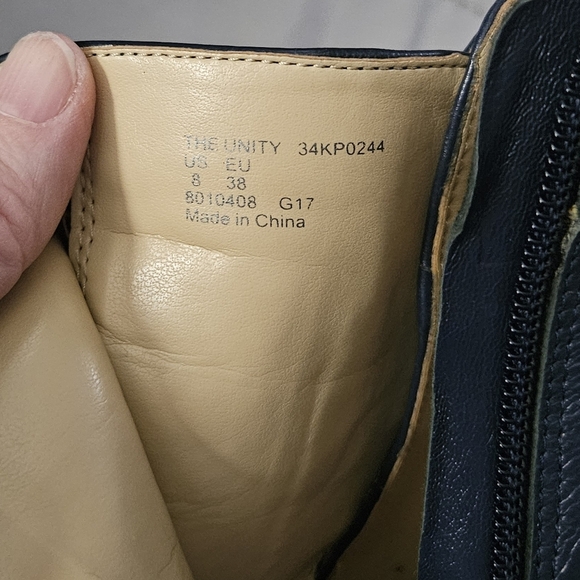 THE UNITY 34KP0244
US EU
8 38
8010408 G17
Made in China